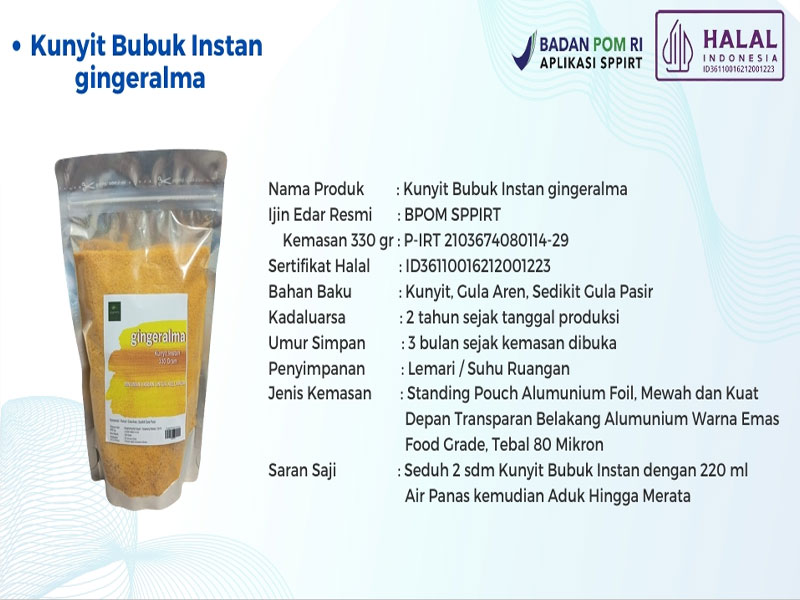 • Kunyit Bubuk Instan
gingeralma
BADAN POM RI
APLIKASI SPPIRT
HALAL
INDONESIA
ID36110016212001223
Nama Produk : Kunyit Bubuk Instan gingeralma
Ijin Edar Resmi : BPOM SPPIRT
Kemasan 330 gr : P-IRT 2103674080114-29
Sertifikat Halal : ID36110016212001223
Bahan Baku : Kunyit, Gula Aren, Sedikit Gula Pasir
Kadaluarsa : 2 tahun sejak tanggal produksi
Umur Simpan : 3 bulan sejak kemasan dibuka
Penyimpanan : Lemari / Suhu Ruangan
Jenis Kemasan : Standing Pouch Alumunium Foil, Mewah dan Kuat
Depan Transparan Belakang Alumunium Warna Emas
Food Grade, Tebal 80 Mikron
Saran Saji : Seduh 2 sdm Kunyit Bubuk Instan dengan 220 ml
Air Panas kemudian Aduk Hingga Merata
gingeralma
Kunyit Instan
330 Gram